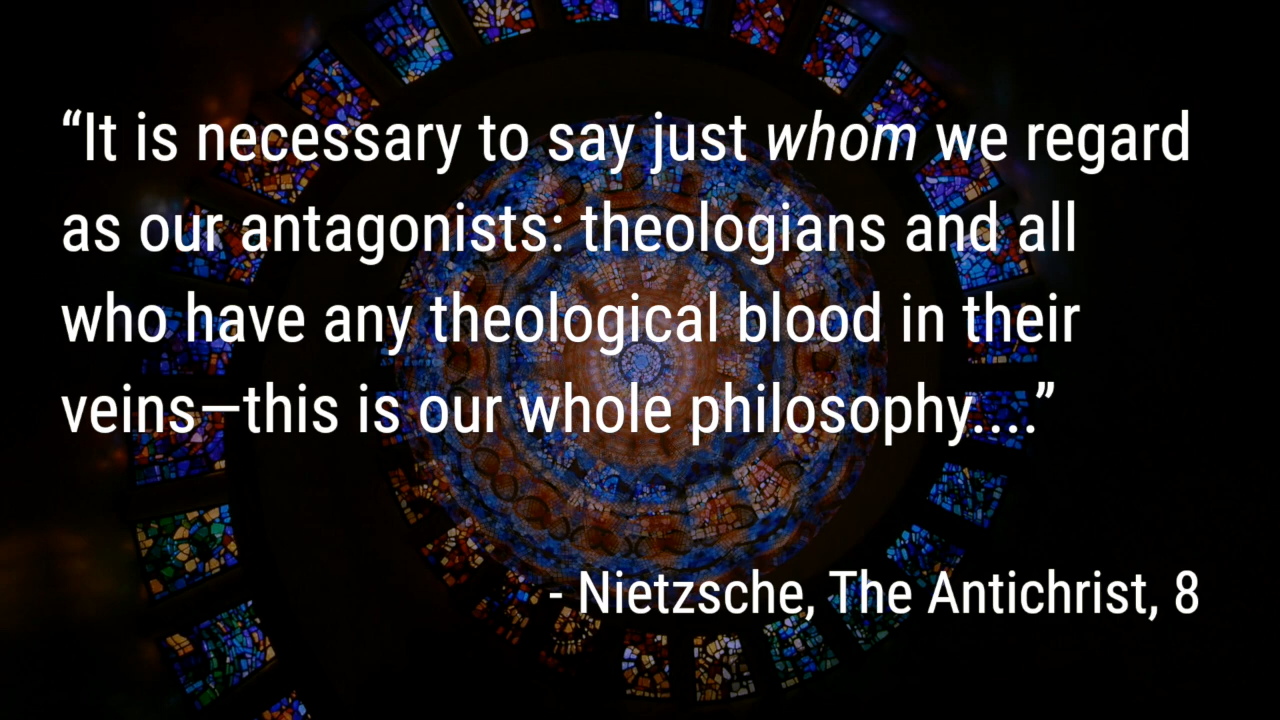 “It is necessary to say just whom we regard
as our antagonists: theologians and all
who have any theological blood in their
veins—this is our whole philosophy....”
- Nietzsche, The Antichrist, 8